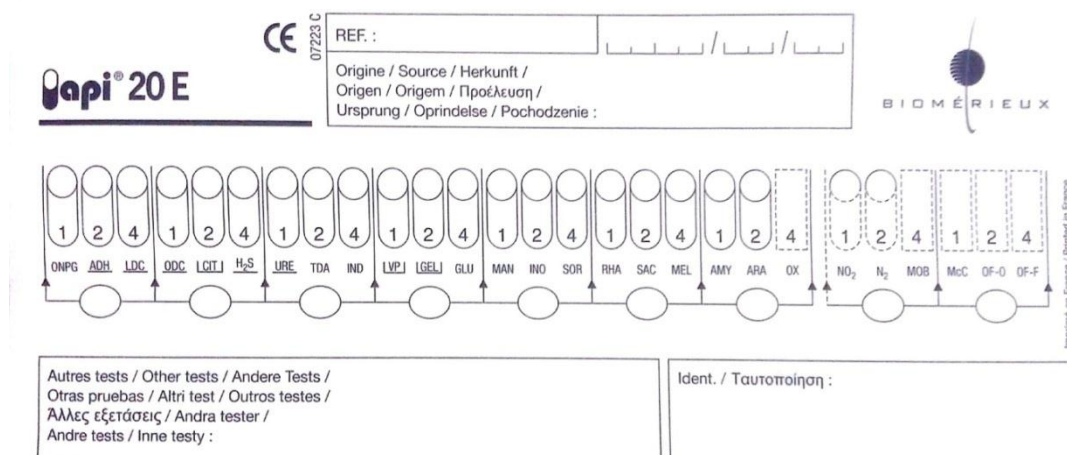 07223 C
REF. :
api® 20 E
Origine / Source / Herkunft /
Origen / Origem / Προέλευση /
Ursprung / Oprindelse / Pochodzenie :
BIOMÉRIEUX
1 2 4 1 2 4 1 2 4 1 2 4 1 2 4 1 2 4 1 2 4 1 2 4 1 2 4
ONPG ADH LDC ODC CIT H₂S URE TDA IND VP GEL GLU MAN INO SOR RHA SAC MEL AMY ARA OX NO₂ N₂ MOB McC OF-O OF-F
Autres tests / Other tests / Andere Tests /
Otras pruebas / Altri test / Outros testes /
Άλλες εξετάσεις / Andra tester /
Andre tests / Inne testy :
Ident. / Ταυτοποίηση :